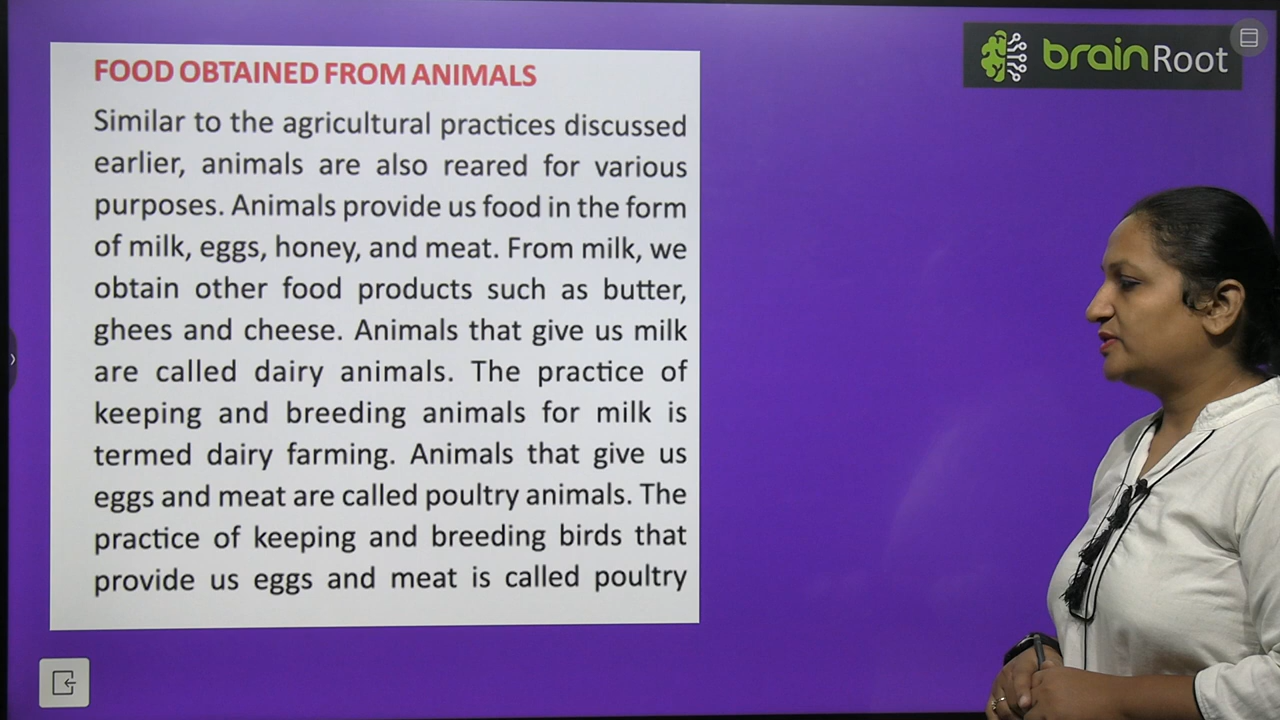 FOOD OBTAINED FROM ANIMALS
Similar to the agricultural practices discussed
earlier, animals are also reared for various
purposes. Animals provide us food in the form
of milk, eggs, honey, and meat. From milk, we
obtain other food products such as butter,
ghees and cheese. Animals that give us milk
are called dairy animals. The practice of
keeping and breeding animals for milk is
termed dairy farming. Animals that give us
eggs and meat are called poultry animals. The
practice of keeping and breeding birds that
provide us eggs and meat is called poultry
brainRoot